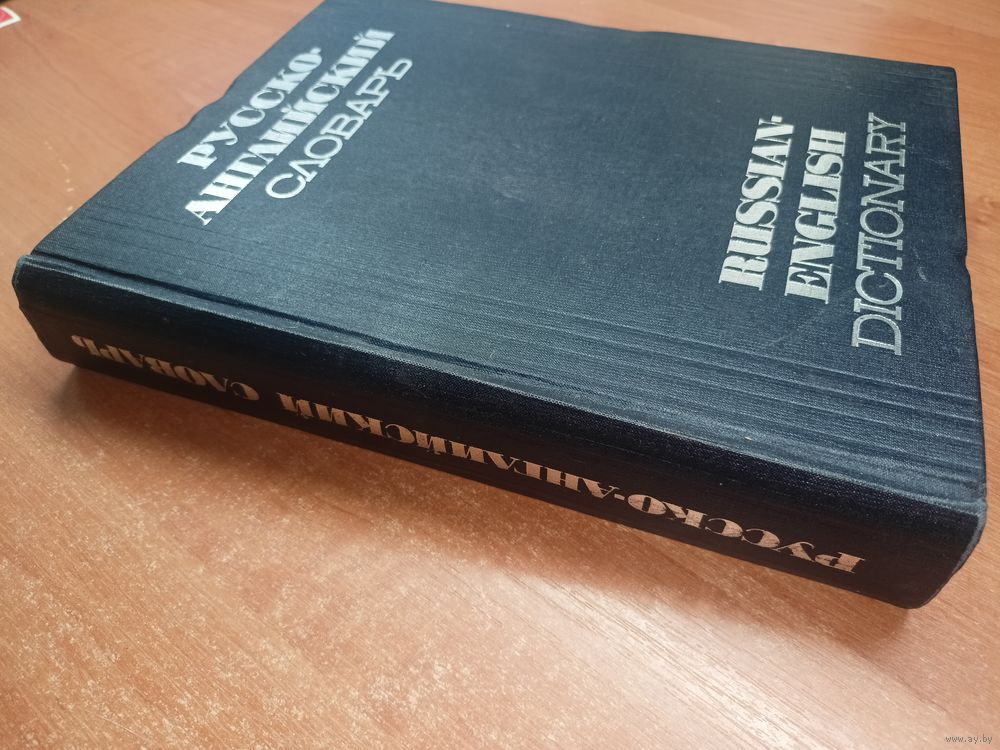 РУССКО-
АНГЛИЙСКИЙ
СЛОВАРЬ
RUSSIAN-
ENGLISH
DICTIONARY
РУССКО-АНГЛИЙСКИЙ СЛОВАРЬ
www.ay.by